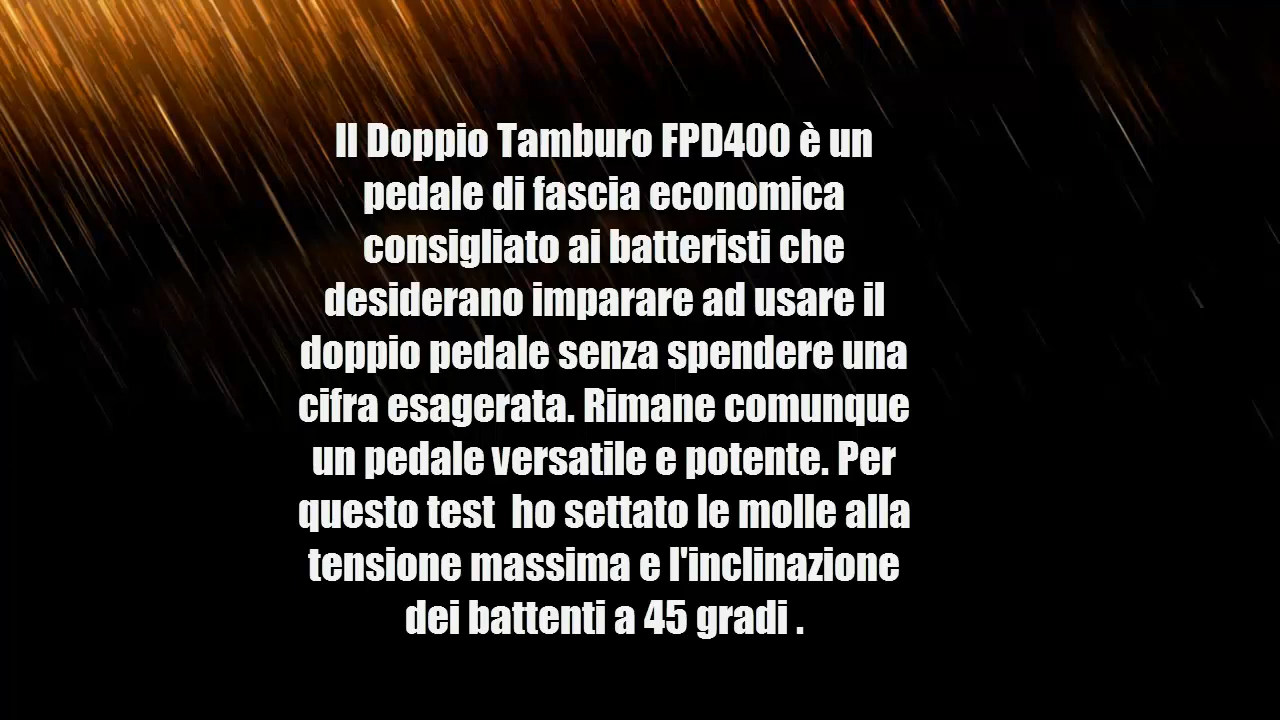 Il Doppio Tamburo FPD400 è un
pedale di fascia economica
consigliato ai batteristi che
desiderano imparare ad usare il
doppio pedale senza spendere una
cifra esagerata. Rimane comunque
un pedale versatile e potente. Per
questo test  ho settato le molle alla
tensione massima e l'inclinazione
dei battenti a 45 gradi .